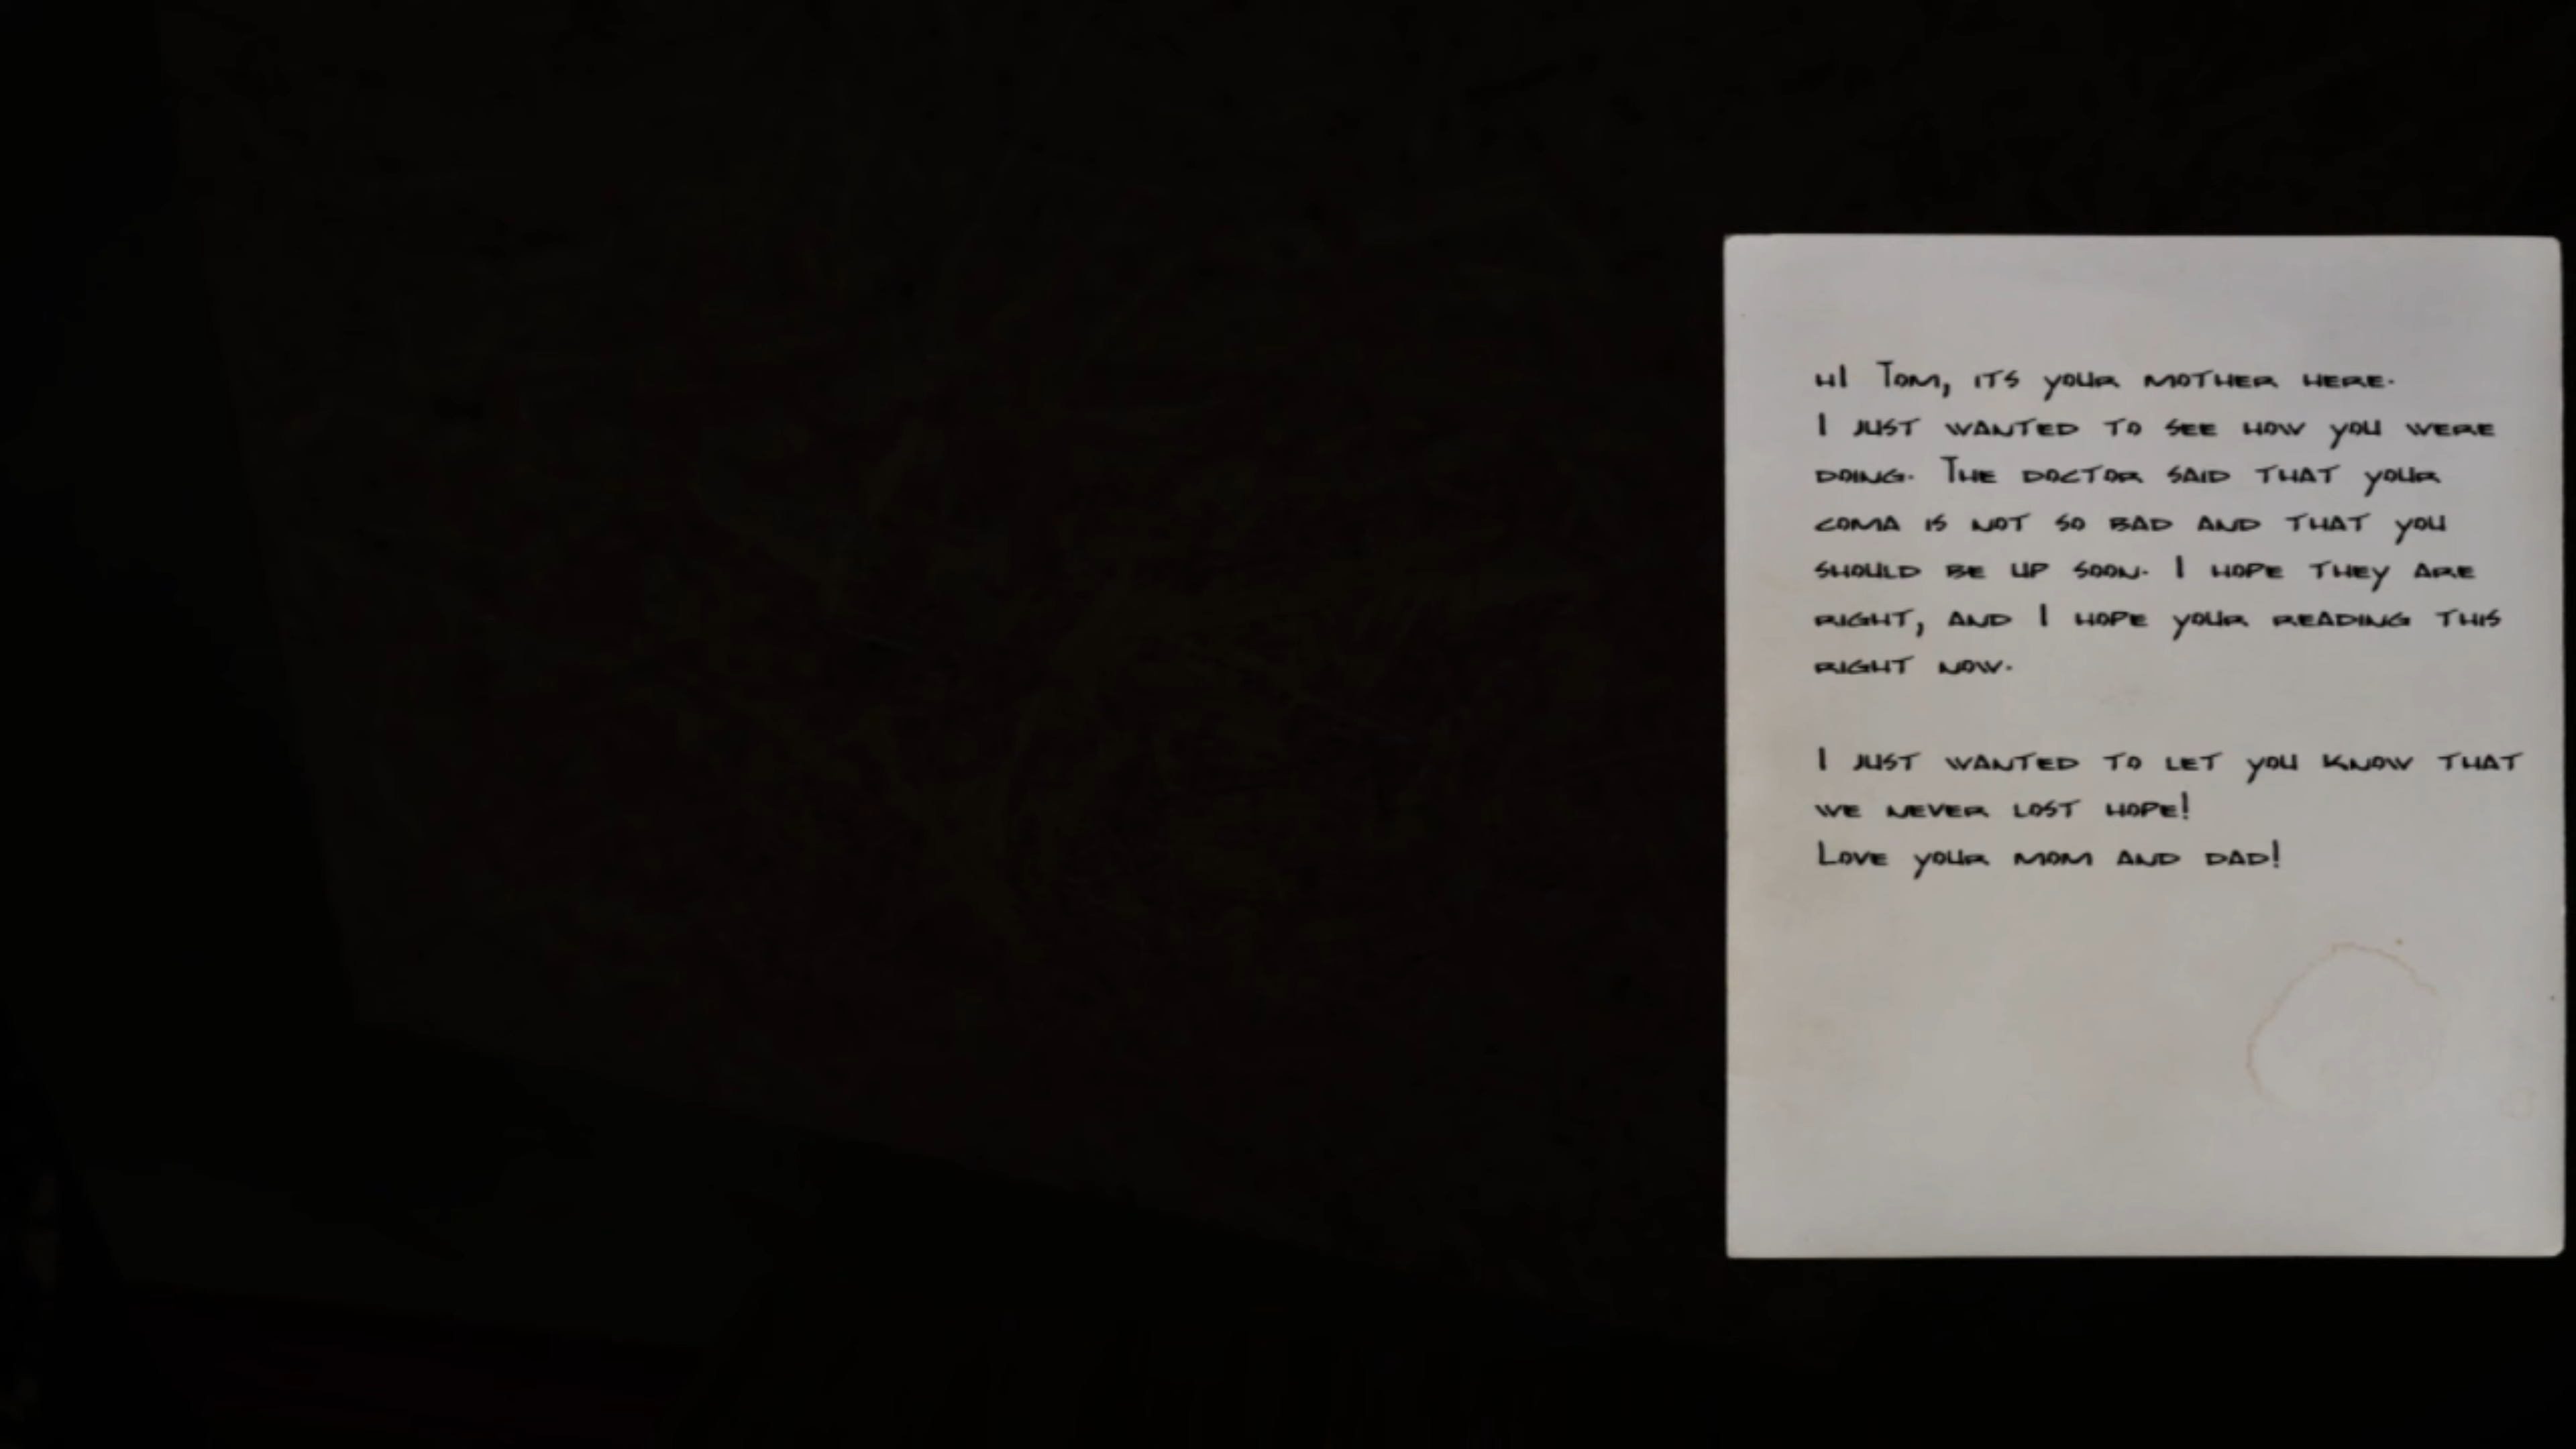 HI TOM, ITS YOUR MOTHER HERE.
I JUST WANTED TO SEE HOW YOU WERE
DOING. THE DOCTOR SAID THAT YOUR
COMA IS NOT SO BAD AND THAT YOU
SHOULD BE UP SOON. I HOPE THEY ARE
RIGHT, AND I HOPE YOUR READING THIS
RIGHT NOW.
I JUST WANTED TO LET YOU KNOW THAT
WE NEVER LOST HOPE!
LOVE YOUR MOM AND DAD!